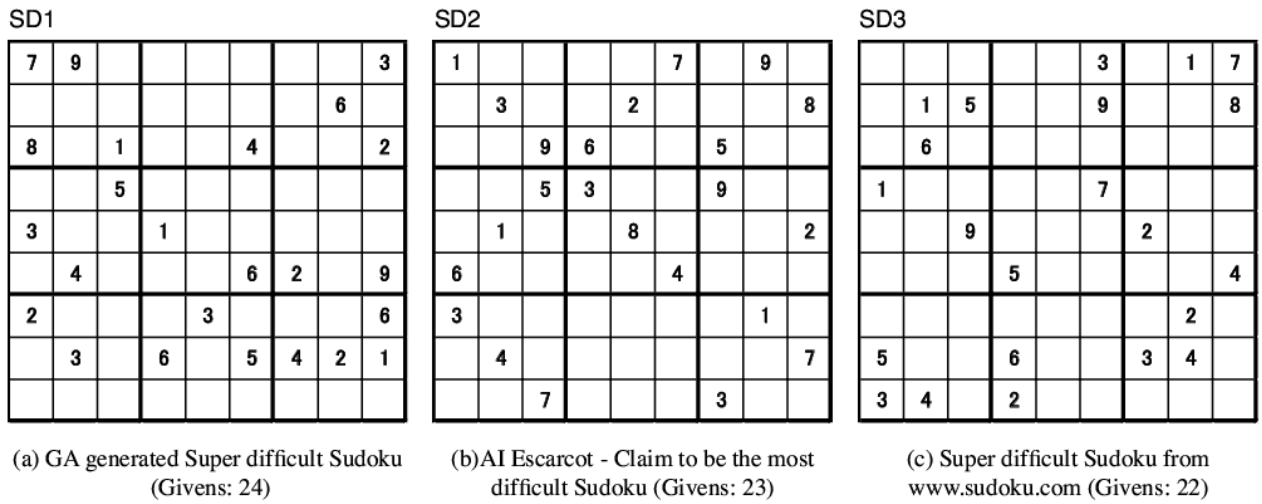 SD1
SD2
SD3
7 9 3
6
8 1 4 2
5
3 1
4 6 2 9
2 3 6
3 6 5 4 2 1
1 7 9
3 2 8
9 6 5
5 3 9
1 8 2
6 4
3 1
4 7
7 3
3 1 7
1 5 9 8
6
1 7
9 2
5 4
2
5 6 3 4
3 4 2
(a) GA generated Super difficult Sudoku
(Givens: 24)
(b)AI Escarcot - Claim to be the most
difficult Sudoku (Givens: 23)
(c) Super difficult Sudoku from
www.sudoku.com (Givens: 22)